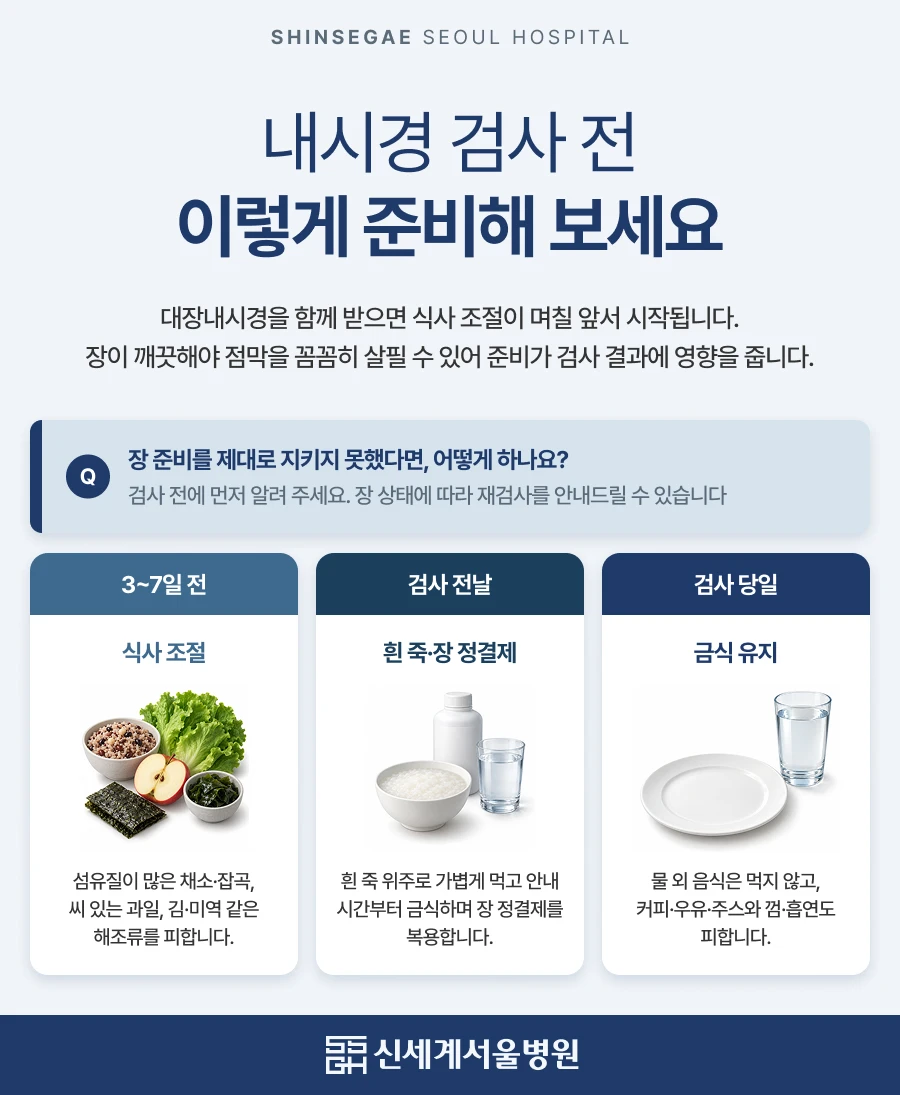 SHINSEGAE SEOUL HOSPITAL
내시경 검사 전
이렇게 준비해 보세요
대장내시경을 함께 받으면 식사 조절이 며칠 앞서 시작됩니다.
장이 깨끗해야 점막을 꼼꼼히 살필 수 있어 준비가 검사 결과에 영향을 줍니다.
Q
장 준비를 제대로 지키지 못했다면, 어떻게 하나요?
검사 전에 먼저 알려 주세요. 장 상태에 따라 재검사를 안내드릴 수 있습니다
3~7일 전
식사 조절
섬유질이 많은 채소·잡곡,
씨 있는 과일, 김·미역 같은
해조류를 피합니다.
검사 전날
흰 죽·장 정결제
흰 죽 위주로 가볍게 먹고 안내
시간부터 금식하며 장 정결제를
복용합니다.
검사 당일
금식 유지
물 외 음식은 먹지 않고,
커피·우유·주스와 껌·흡연도
피합니다.
SSGH 신세계서울병원